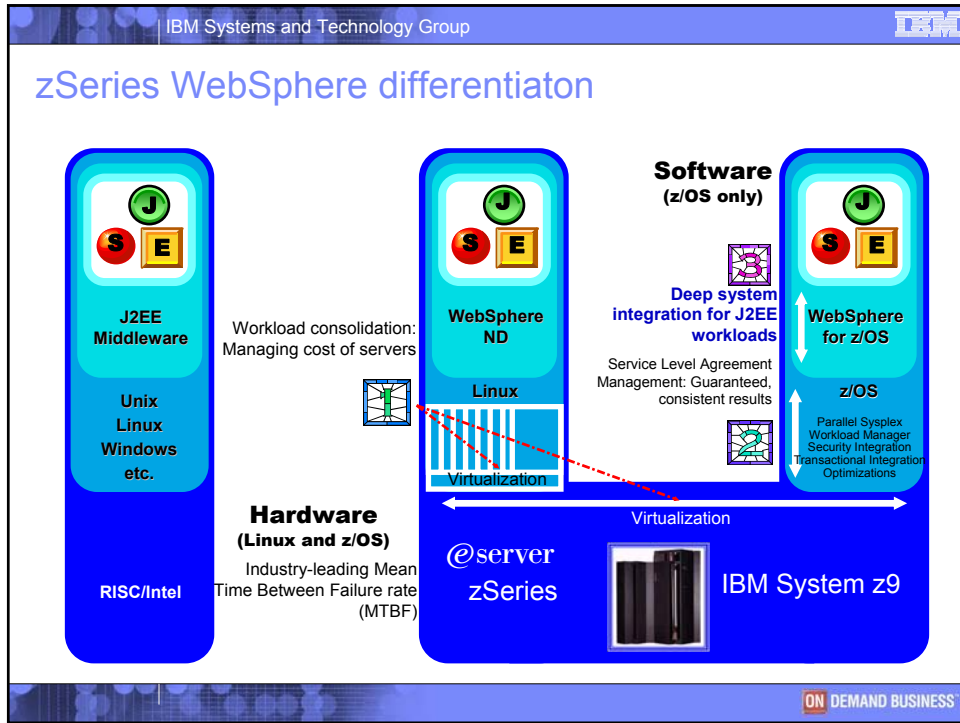 IBM Systems and Technology Group
IBM
zSeries WebSphere differentiaton
J
S
E
J2EE
Middleware
Unix
Linux
Windows
etc.
RISC/Intel
Workload consolidation:
Managing cost of servers
1
Hardware
(Linux and z/OS)
Industry-leading Mean
Time Between Failure rate
(MTBF)
J
S
E
WebSphere
ND
Linux
Virtualization
Software
(z/OS only)
3
Deep system
integration for J2EE
workloads
Service Level Agreement
Management: Guaranteed,
consistent results
2
J
S
E
WebSphere
for z/OS
z/OS
Parallel Sysplex
Workload Manager
Security Integration
Transactional Integration
Optimizations
Virtualization
eserver
zSeries
IBM System z9
ON DEMAND BUSINESS™